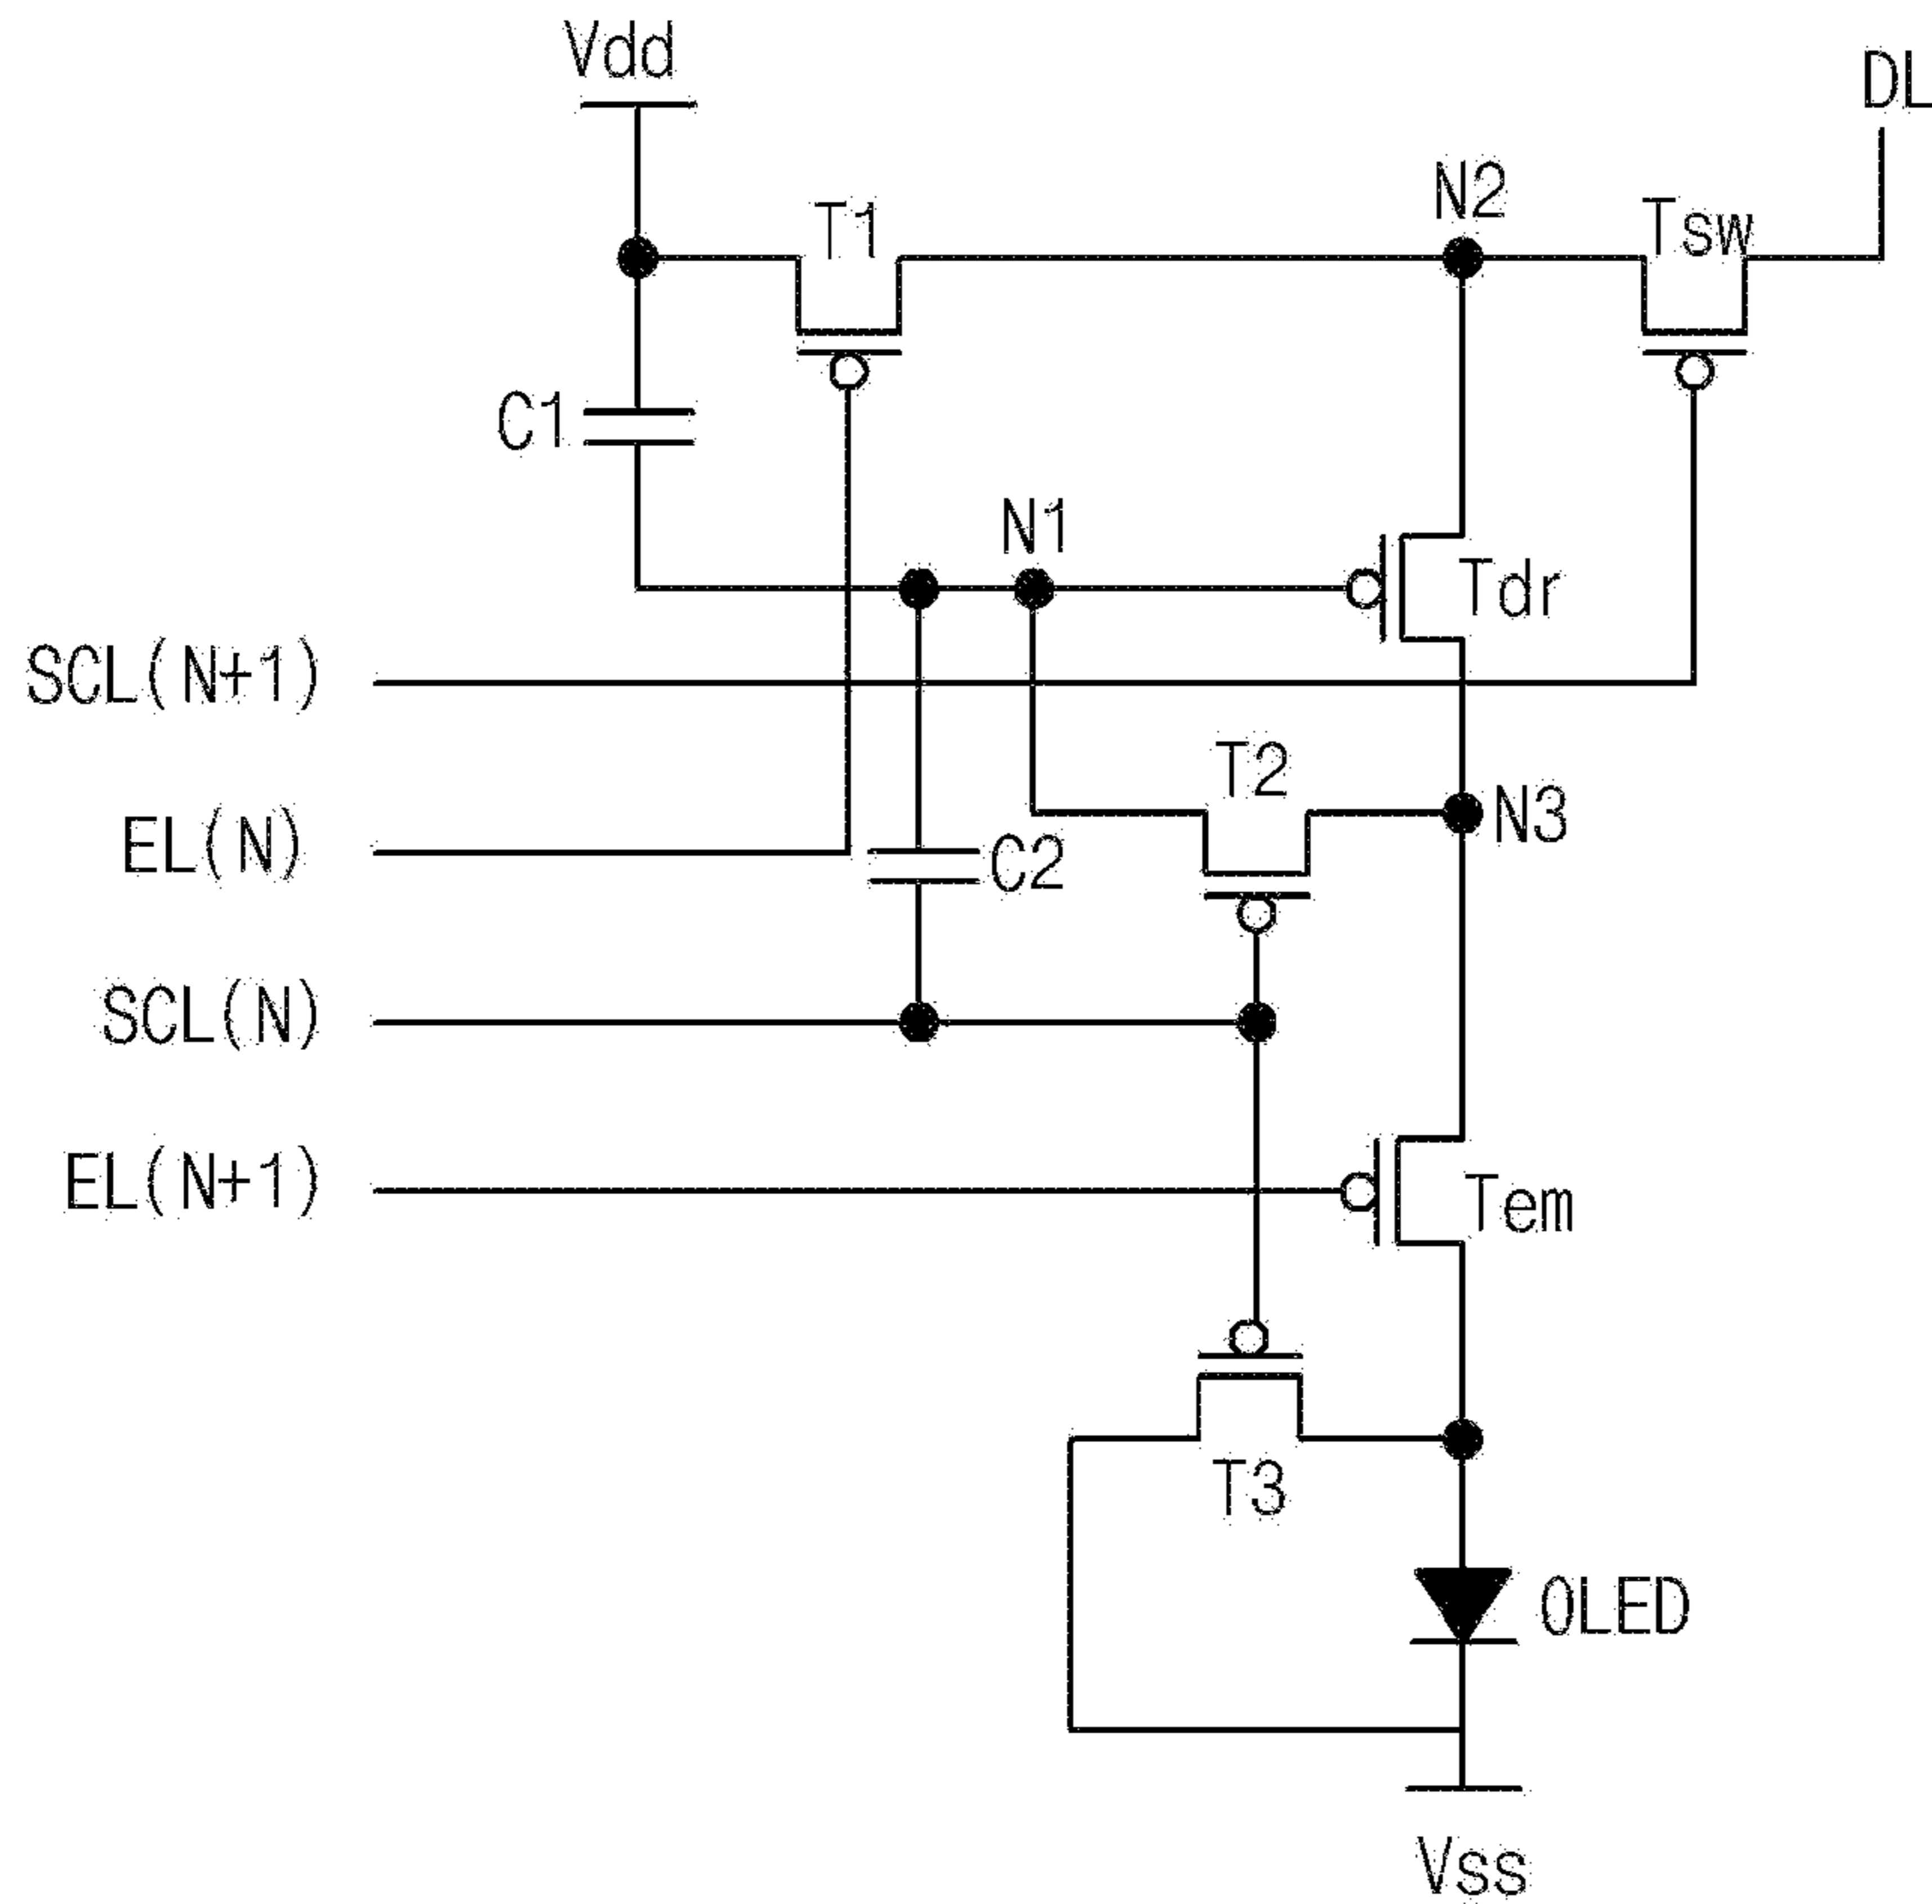 Vdd
DL
N2
T1
Tsw
C1
N1
Tdr
SCL(N+1)
T2
N3
EL(N)
C2
SCL(N)
EL(N+1)
Tem
T3
OLED
Vss